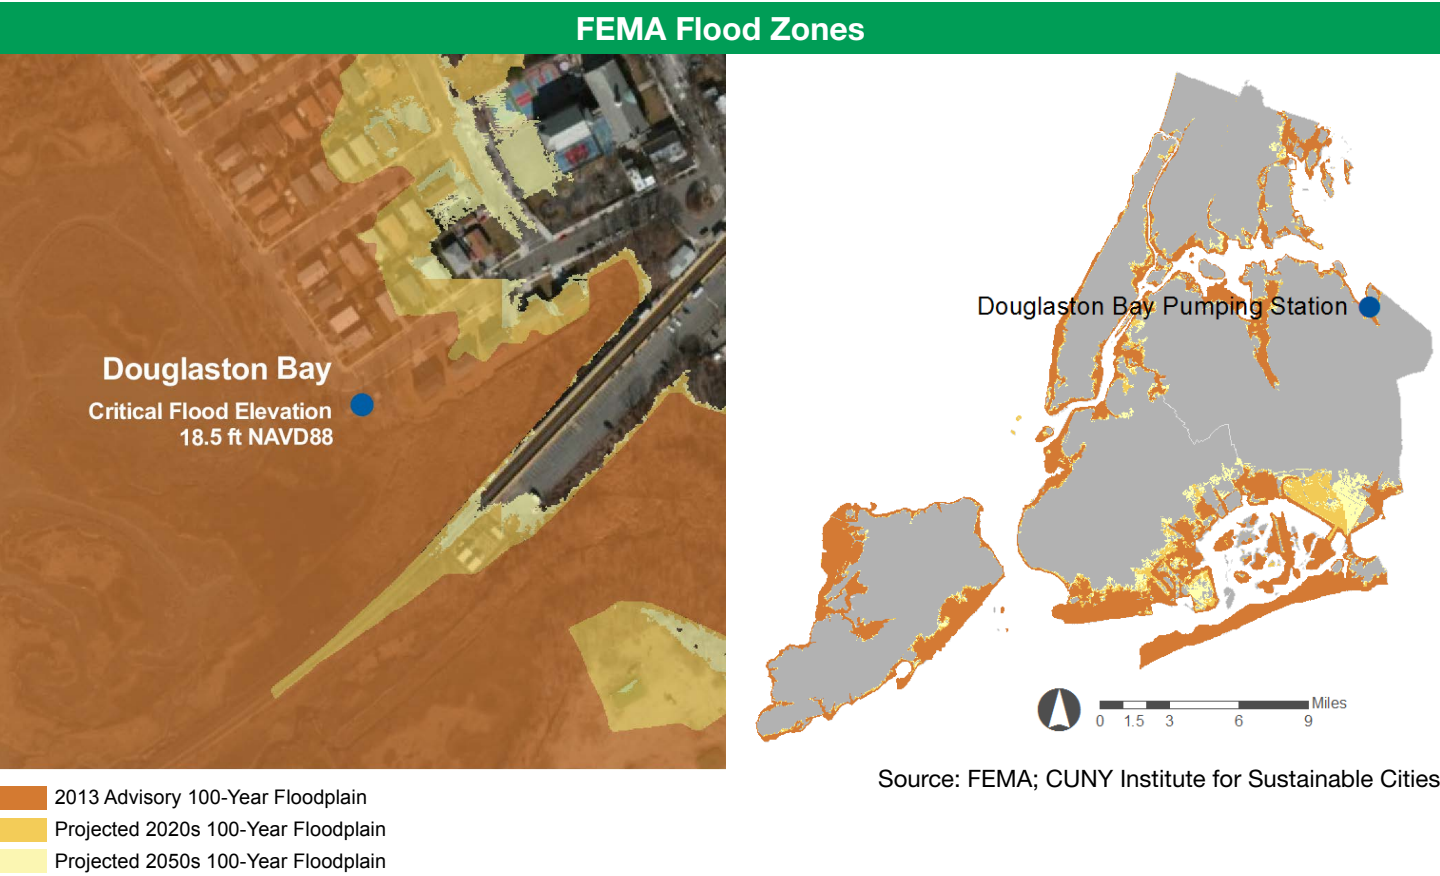 FEMA Flood Zones
Douglaston Bay
Critical Flood Elevation
18.5 ft NAVD88
Douglaston Bay Pumping Station
Miles
0 1.5 3 6 9
Source: FEMA; CUNY Institute for Sustainable Cities
2013 Advisory 100-Year Floodplain
Projected 2020s 100-Year Floodplain
Projected 2050s 100-Year Floodplain